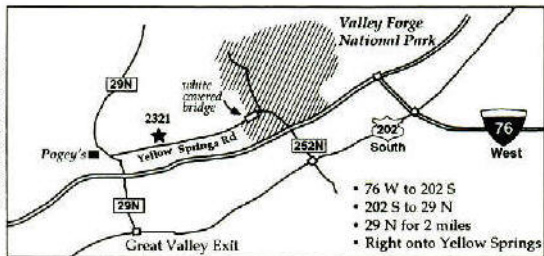 Valley Forge
National Park
29N
white
covered
bridge
2321
76
202
South
West
Pogey's
Yellow Springs Rd
252N
29N
Great Valley Exit
• 76 W to 202 S
• 202 S to 29 N
• 29 N for 2 miles
• Right onto Yellow Springs